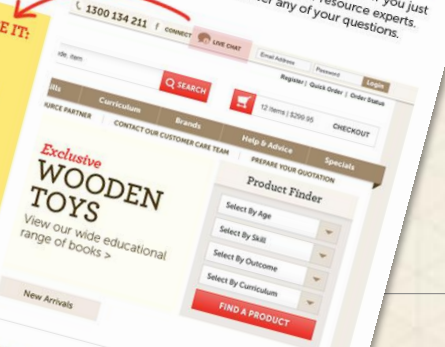 you just
resource experts.
any of your questions.
E IT:
1300 134 211
CONNECT
LIVE CHAT
Email Address
Password
Login
Register | Quick Order | Order Status
ide, item
SEARCH
12 items | $299.95
CHECKOUT
Curriculum
Brands
Help & Advice
Specials
URCE PARTNER
CONTACT OUR CUSTOMER CARE TEAM
PREPARE YOUR QUOTATION
Exclusive
WOODEN
TOYS
View our wide educational
range of books >
Product Finder
Select By Age
Select By Skill
Select By Outcome
Select By Curriculum
FIND A PRODUCT
New Arrivals